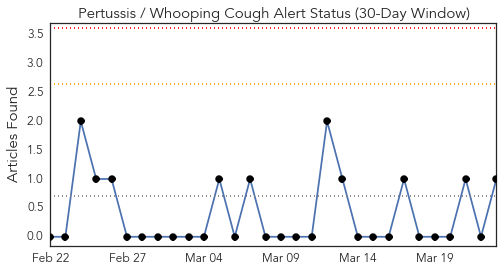 Pertussis / Whooping Cough Alert Status (30-Day Window)
Articles Found
3.5
3.0
2.5
2.0
1.5
1.0
0.5
0.0
Feb 22
Feb 27
Mar 04
Mar 09
Mar 14
Mar 19